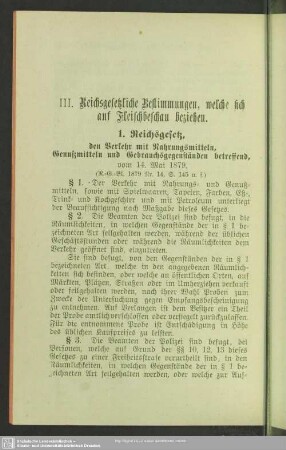 III. Reichsgesetzliche Bestimmungen, welche sich
auf Fleischbeschau beziehen.
1. Reichsgesetz,
den Verkehr mit Nahrungsmitteln,
Genußmitteln und Gebrauchsgegenständen betreffend,
vom 14. Mai 1879.
(R.-G.-Bl. 1879 Nr. 14, S. 145 u. f.)
§ 1. Der Verkehr mit Nahrungs- und Genuß-
mitteln, sowie mit Spielwaaren, Tapeten, Farben, Eß-,
Trink- und Kochgeschirr und mit Petroleum unterliegt
der Beaufsichtigung nach Maßgabe dieses Gesetzes.
§ 2. Die Beamten der Polizei sind befugt, in die
Räumlichkeiten, in welchen Gegenstände der in § 1 be-
zeichneten Art feilgehalten werden, während der üblichen
Geschäftsstunden oder während die Räumlichkeiten dem
Verkehr geöffnet sind, einzutreten.
Sie sind befugt, von den Gegenständen der in § 1
bezeichneten Art, welche in den angegebenen Räumlich-
keiten sich befinden, oder welche an öffentlichen Orten, auf
Märkten, Plätzen, Straßen oder im Umherziehen verkauft
oder feilgehalten werden, nach ihrer Wahl Proben zum
Zwecke der Untersuchung gegen Empfangsbescheinigung
zu entnehmen. Auf Verlangen ist dem Besitzer ein Theil
der Probe amtlich verschlossen oder versiegelt zurückzulassen.
Für die entnommene Probe ist Entschädigung in Höhe
des üblichen Kaufpreises zu leisten.
§ 3. Die Beamten der Polizei sind befugt, bei
Personen, welche auf Grund der §§ 10, 12, 13 dieses
Gesetzes zu einer Freiheitsstrafe verurtheilt sind, in den
Räumlichkeiten, in welchen Gegenstände der in § 1 be-
zeichneten Art feilgehalten werden, oder welche zur Auf-